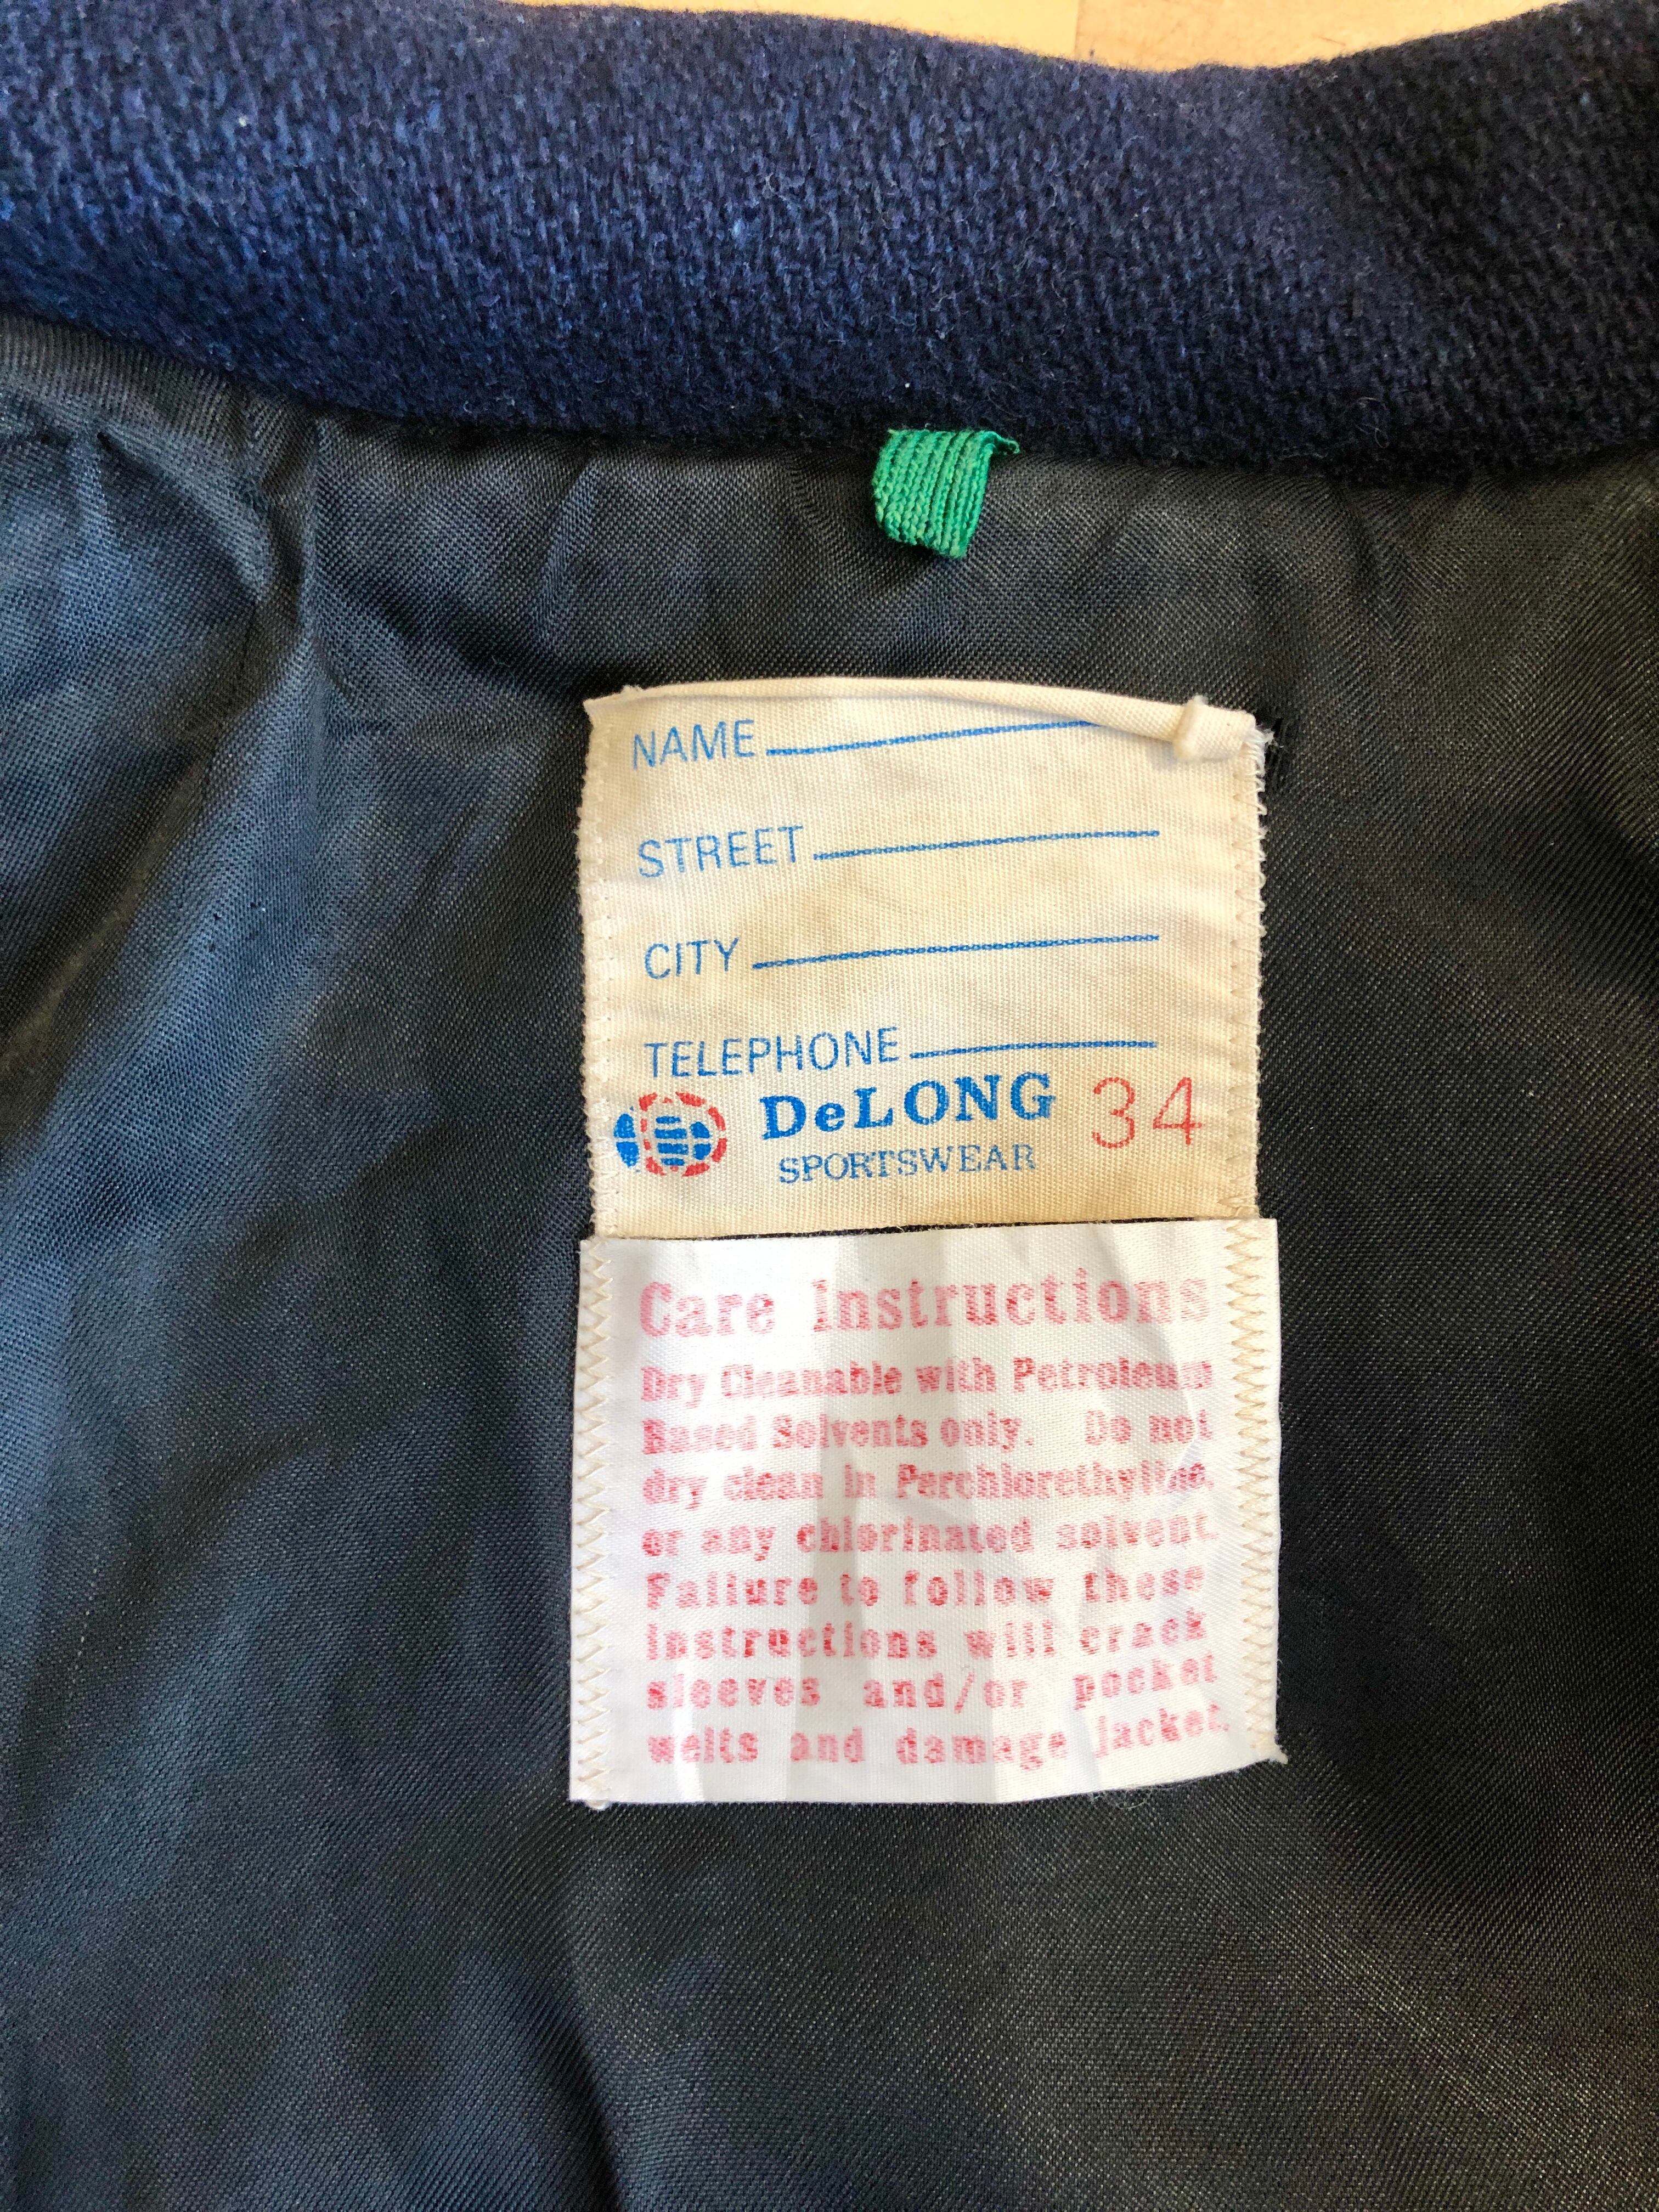 NAME
STREET
CITY
TELEPHONE
DeLONG 34
SPORTSWEAR
Care Instructions
Dry Cleanable with Petroleum
Based Solvents only. Do not
dry clean in Perchlorethyline,
or any chlorinated solvent.
Failure to follow these
instructions will crack
sleeves and/or pocket
welts and damage jacket.